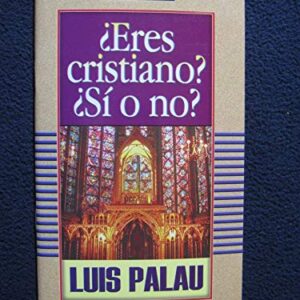 ¿Eres
cristiano?
¿Sí o no?
LUIS PALAU